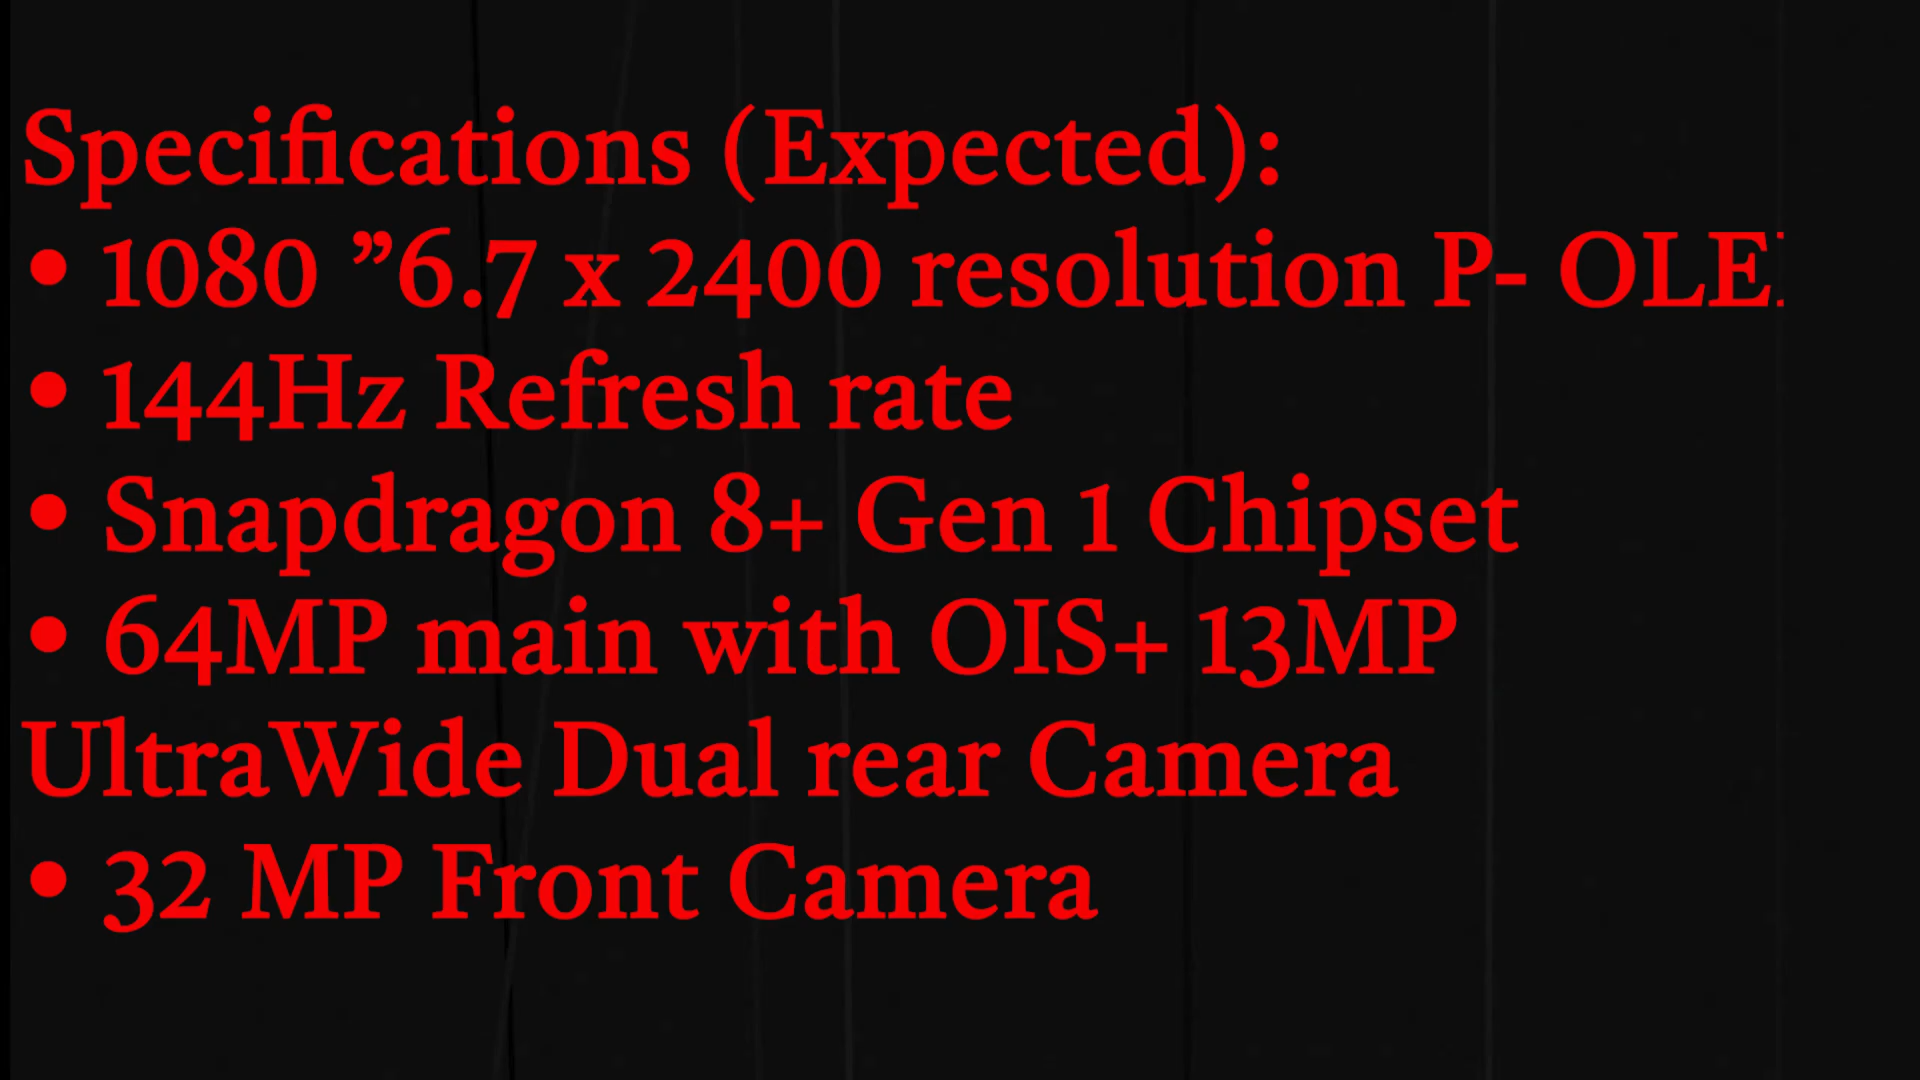 Specifications (Expected):
• 1080 ”6.7 x 2400 resolution P- OLE
• 144Hz Refresh rate
• Snapdragon 8+ Gen 1 Chipset
• 64MP main with OIS+ 13MP
UltraWide Dual rear Camera
• 32 MP Front Camera